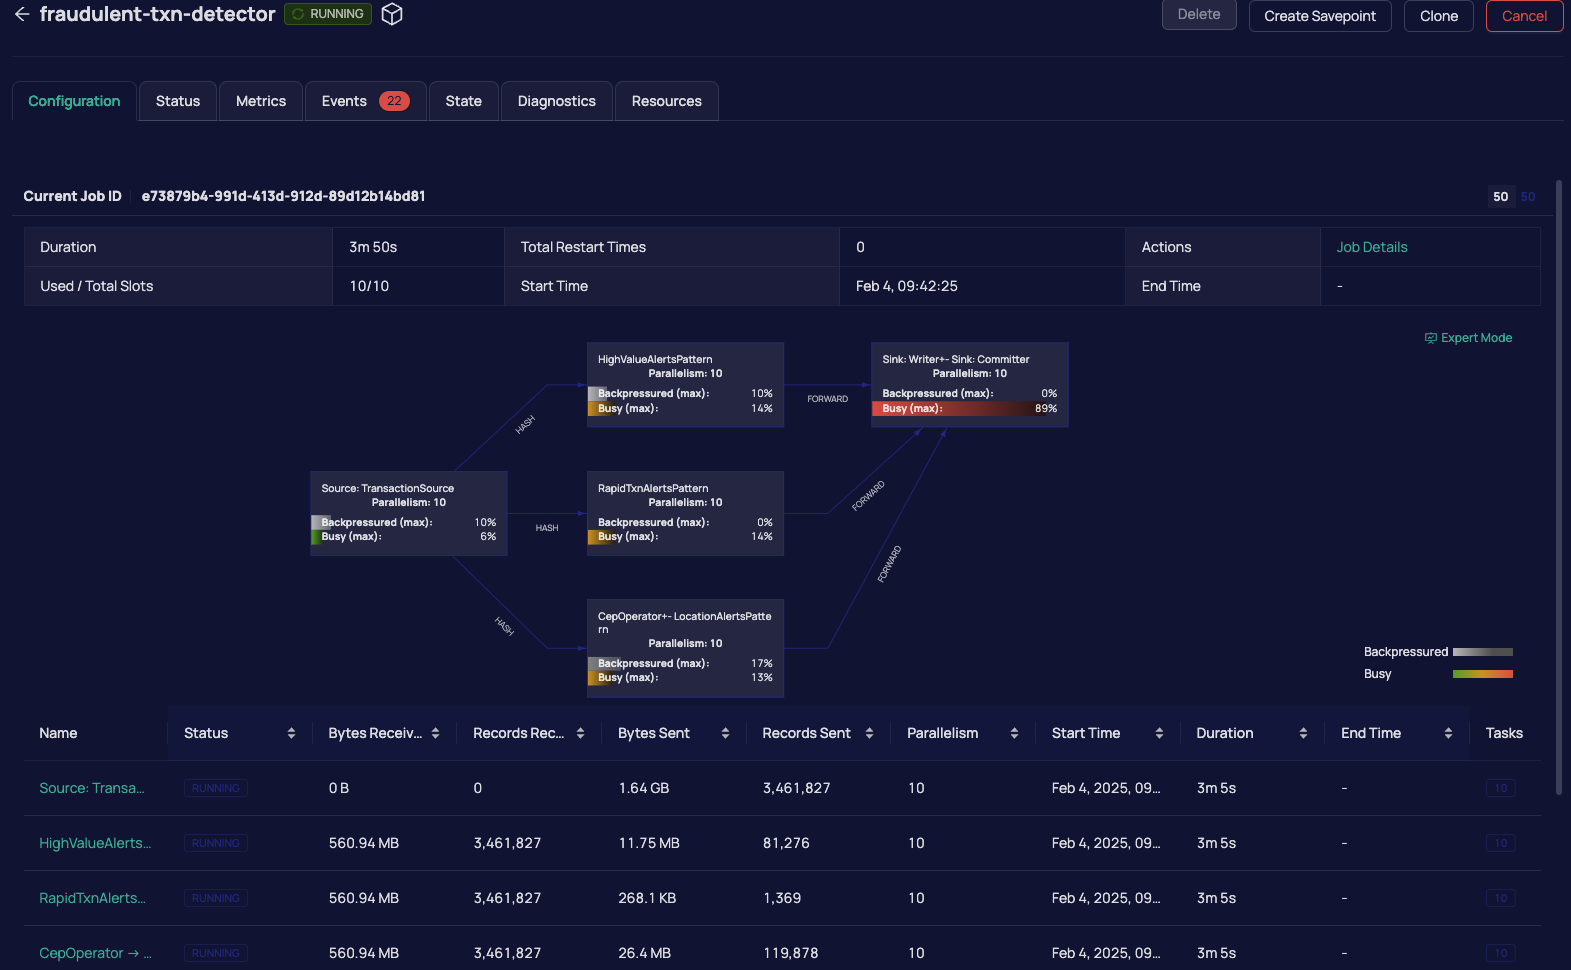 fraudulent-txn-detector RUNNING Delete Create Savepoint Clone Cancel
Configuration Status Metrics Events 22 State Diagnostics Resources
Current Job ID e73879b4-991d-413d-912d-89d12b14bd81 50 50
Duration 3m 50s Total Restart Times 0 Actions Job Details
Used / Total Slots 10/10 Start Time Feb 4, 09:42:25 End Time -
Expert Mode
HighValueAlertsPattern
Parallelism: 10
Backpressured (max): 10%
Busy (max): 14%
FORWARD
Sink: Writer+- Sink: Committer
Parallelism: 10
Backpressured (max): 0%
Busy (max): 89%
HASH
Source: TransactionSource
Parallelism: 10
Backpressured (max): 10%
Busy (max): 6%
HASH
RapidTxnAlertsPattern
Parallelism: 10
Backpressured (max): 0%
Busy (max): 14%
FORWARD
FORWARD
HASH
CepOperator+- LocationAlertsPatte
rn
Parallelism: 10
Backpressured (max): 17%
Busy (max): 13%
Backpressured
Busy
Name Status Bytes Receiv... Records Rec... Bytes Sent Records Sent Parallelism Start Time Duration End Time Tasks
Source: Transa... RUNNING 0 B 0 1.64 GB 3,461,827 10 Feb 4, 2025, 09... 3m 5s - 10
HighValueAlerts... RUNNING 560.94 MB 3,461,827 11.75 MB 81,276 10 Feb 4, 2025, 09... 3m 5s - 10
RapidTxnAlerts... RUNNING 560.94 MB 3,461,827 268.1 KB 1,369 10 Feb 4, 2025, 09... 3m 5s - 10
CepOperator → ... RUNNING 560.94 MB 3,461,827 26.4 MB 119,878 10 Feb 4, 2025, 09... 3m 5s - 10